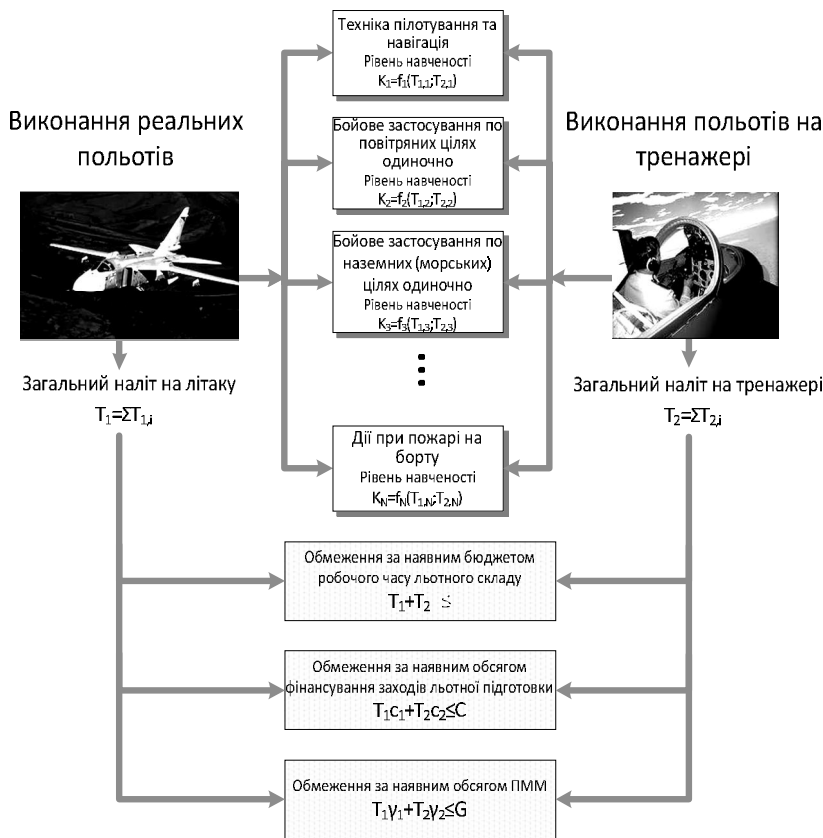 Техніка пілотування та
навігація
Рівень навченості
K₁=f₁(T₁,₁;T₂,₁)
Виконання реальних
польотів
Бойове застосування по
повітряних цілях
одиночно
Рівень навченості
K₂=f₂(T₁,₂;T₂,₂)
Виконання польотів на
тренажері
Бойове застосування по
наземних (морських)
цілях одиночно
Рівень навченості
K₃=f₃(T₁,₃;T₂,₃)
Загальний наліт на літаку
T₁=ΣT₁,ᵢ
Загальний наліт на тренажері
T₂=ΣT₂,ᵢ
Дії при пожарі на
борту
Рівень навченості
K_N=f_N(T₁,N;T₂,N)
Обмеження за наявним бюджетом
робочого часу льотного складу
T₁+T₂ ≤
Обмеження за наявним обсягом
фінансування заходів льотної підготовки
T₁c₁+T₂c₂≤C
Обмеження за наявним обсягом ПММ
T₁γ₁+T₂γ₂≤G